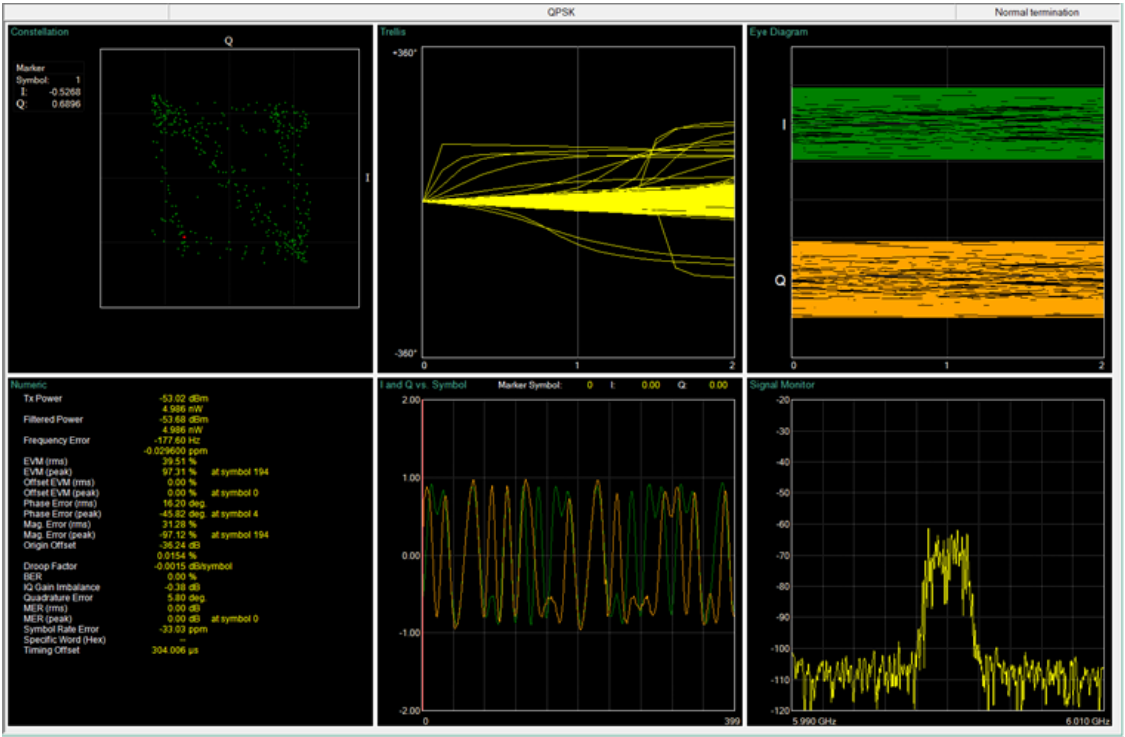 QPSK
Normal termination
Constellation
Q
Marker
Symbol: 1
I: -0.5268
Q: 0.6896
I
Trellis
+360°
-360°
0 1 2
Eye Diagram
I
Q
0 1 2
Numeric
Tx Power -53.02 dBm
4.986 nW
Filtered Power -53.68 dBm
4.986 nW
Frequency Error -177.60 Hz
-0.029600 ppm
EVM (rms) 39.51 %
EVM (peak) 97.31 % at symbol 194
Offset EVM (rms) 0.00 %
Offset EVM (peak) 0.00 % at symbol 0
Phase Error (rms) 16.20 deg.
Phase Error (peak) -45.82 deg. at symbol 4
Mag. Error (rms) 31.28 %
Mag. Error (peak) -97.12 % at symbol 194
Origin Offset -36.24 dB
0.0154 %
Droop Factor -0.0015 dB/symbol
BER 0.00 %
IQ Gain Imbalance -0.38 dB
Quadrature Error 5.80 deg.
MER (rms) 0.00 dB
MER (peak) 0.00 dB at symbol 0
Symbol Rate Error -33.03 ppm
Specific Word (Hex) --
Timing Offset 304.006 µs
I and Q vs. Symbol Marker Symbol: 0 I: 0.00 Q: 0.00
2.00
1.00
0.00
-1.00
-2.00
0 399
Signal Monitor
-20
-30
-40
-50
-60
-70
-80
-90
-100
-110
-120
5.990 GHz 6.010 GHz